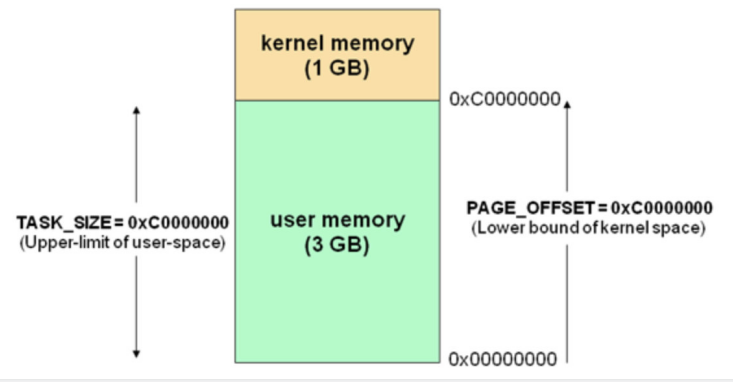 kernel memory
(1 GB)
0xC0000000
TASK_SIZE = 0xC0000000
(Upper-limit of user-space)
user memory
(3 GB)
PAGE_OFFSET = 0xC0000000
(Lower bound of kernel space)
0x00000000